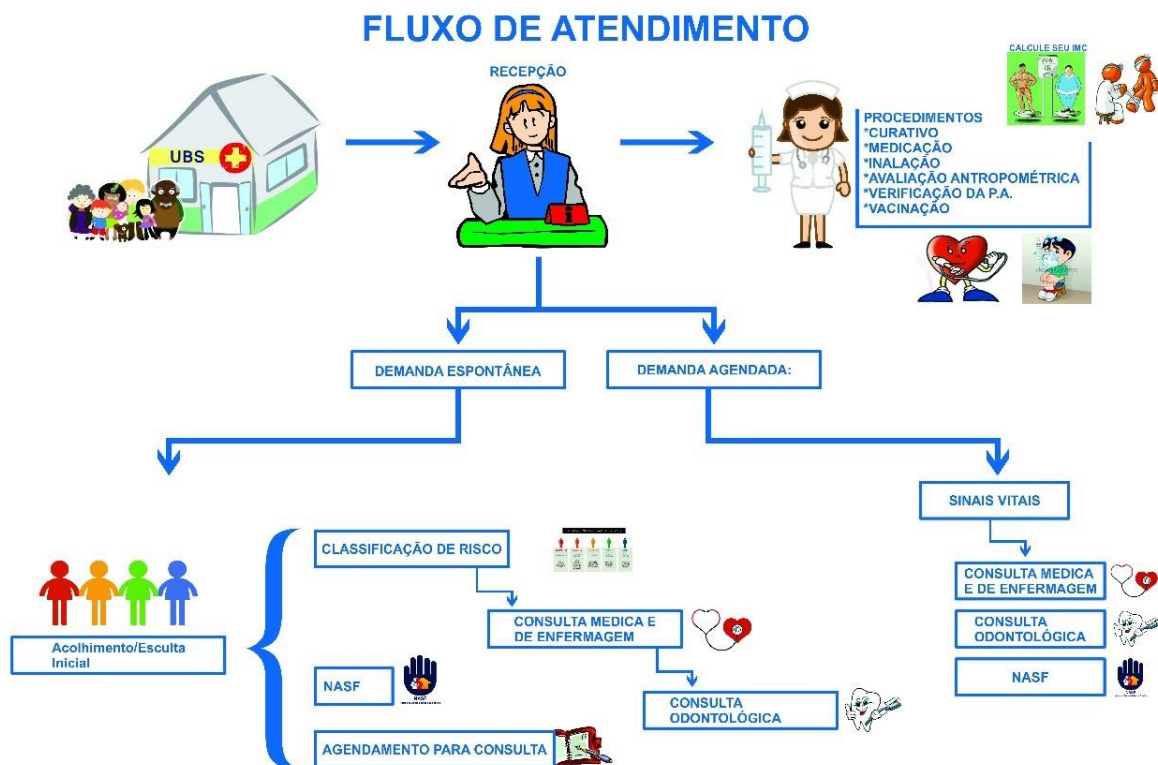 FLUXO DE ATENDIMENTO
RECEPÇÃO
CALCULE SEU IMC
UBS
PROCEDIMENTOS
*CURATIVO
*MEDICAÇÃO
*INALAÇÃO
*AVALIAÇÃO ANTROPOMÉTRICA
*VERIFICAÇÃO DA P.A.
*VACINAÇÃO
DEMANDA ESPONTÂNEA
DEMANDA AGENDADA:
SINAIS VITAIS
CLASSIFICAÇÃO DE RISCO
CONSULTA MEDICA
E DE ENFERMAGEM
CONSULTA MEDICA E
DE ENFERMAGEM
CONSULTA
ODONTOLÓGICA
Acolhimento/Esculta
Inicial
NASF
NASF
NASF
CONSULTA
ODONTOLÓGICA
AGENDAMENTO PARA CONSULTA